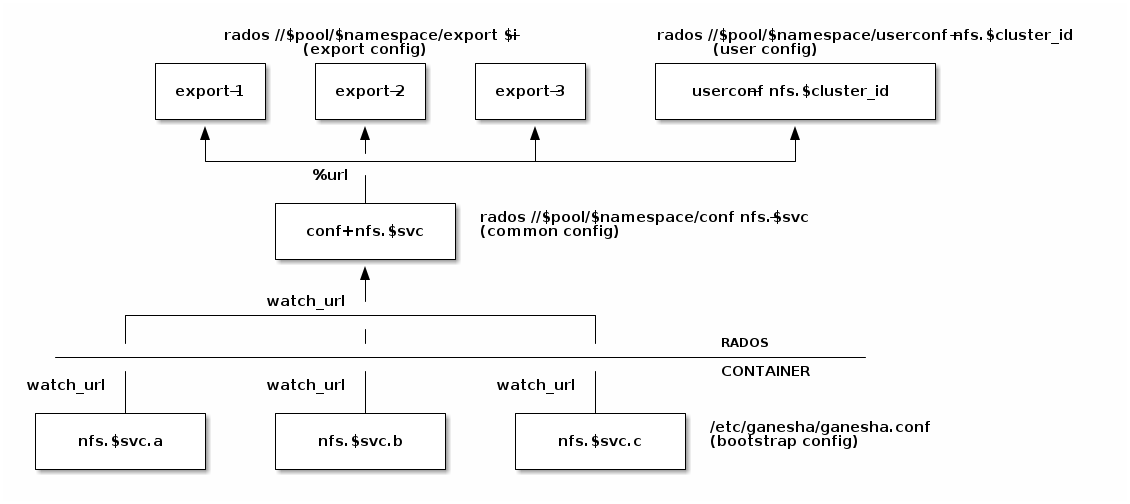 rados //$pool/$namespace/export $i-
(export config)
rados //$pool/$namespace/userconf-nfs.$cluster_id
(user config)
export-1
export-2
export-3
userconf-nfs.$cluster_id
%url
conf+nfs.$svc
rados //$pool/$namespace/conf nfs.-$svc
(common config)
watch_url
RADOS
CONTAINER
watch_url
watch_url
watch_url
nfs.$svc.a
nfs.$svc.b
nfs.$svc.c
/etc/ganesha/ganesha.conf
(bootstrap config)